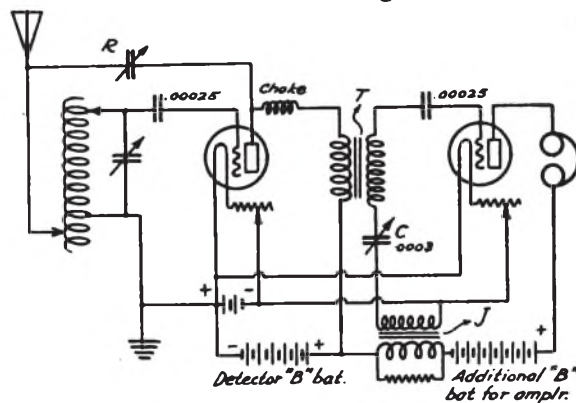 R
.00025
Choke
T
.00025
C
.0003
+ -
J
- +
+
Detector "B" bat.
Additional "B"
bat for amplr.